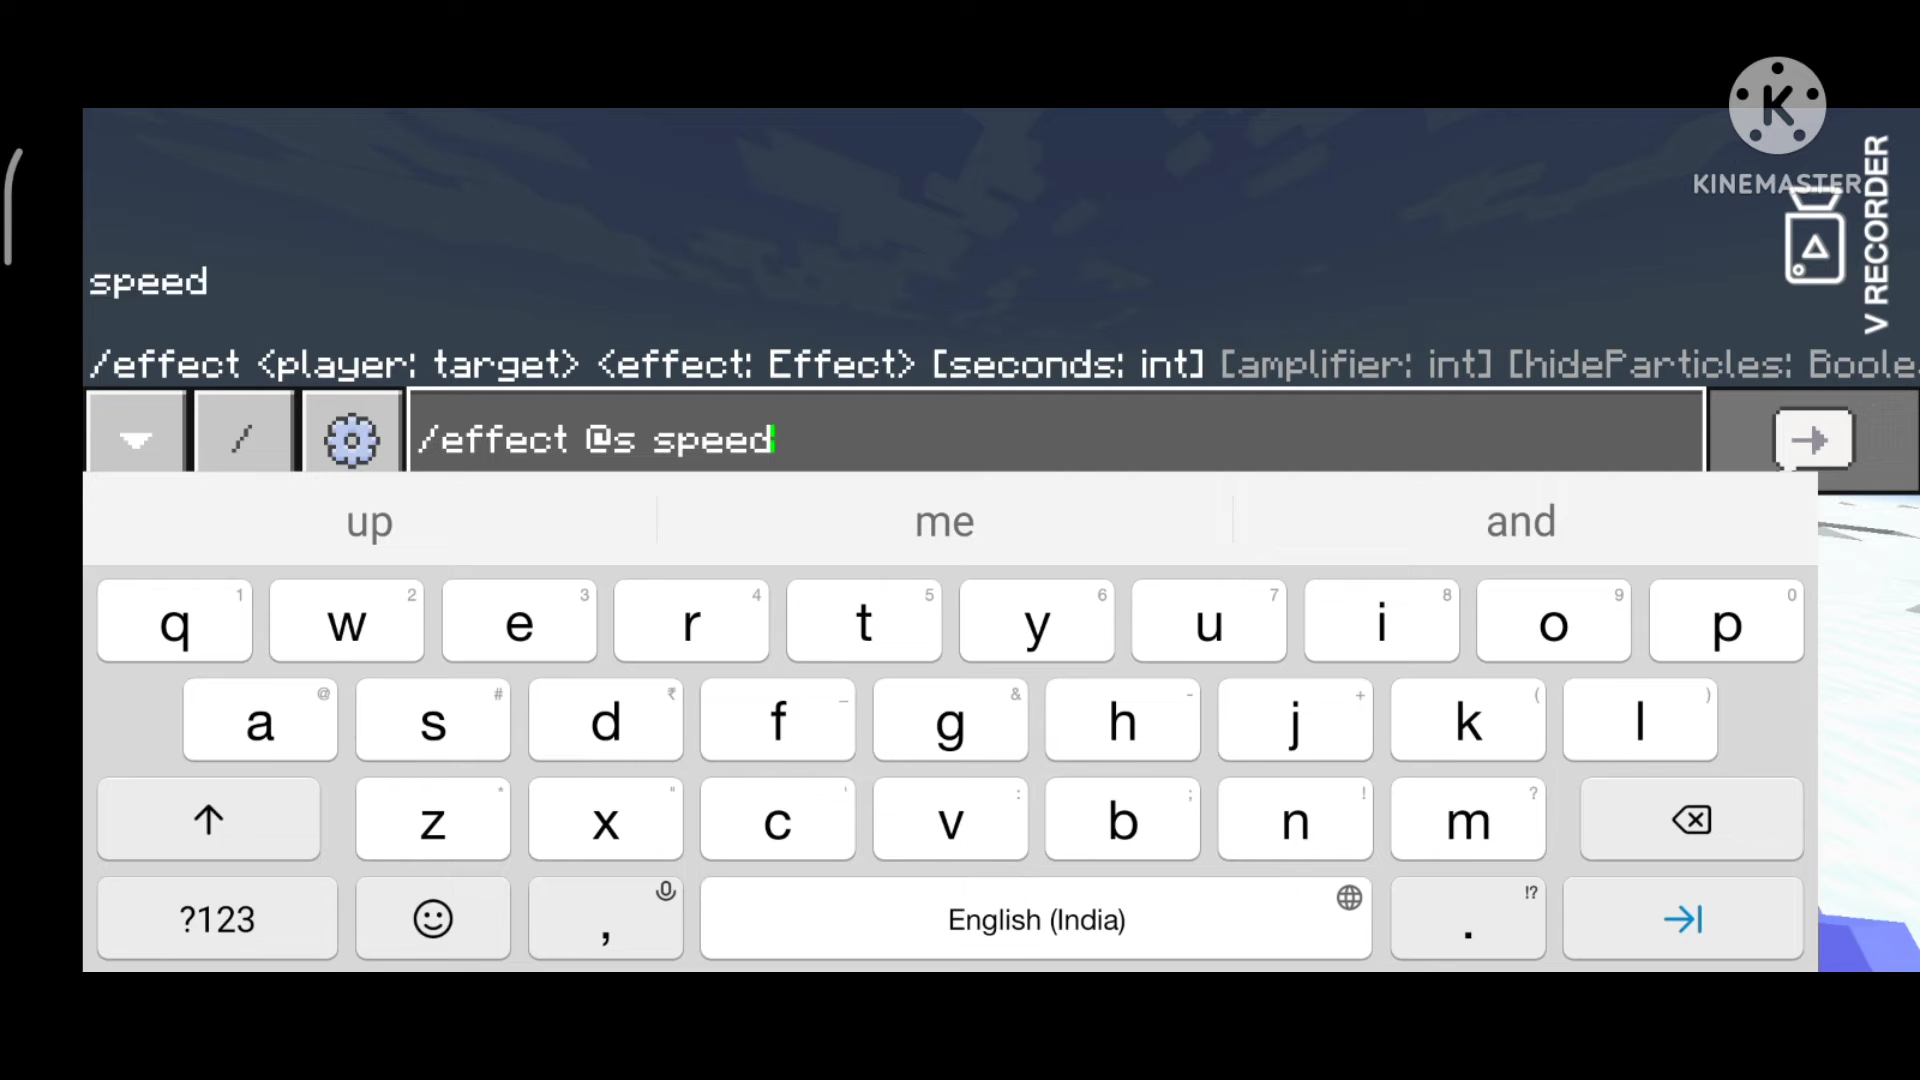 K
KINEMASTER
V RECORDER
speed
/effect <player: target> <effect: Effect> [seconds: int] [amplifier: int] [hideParticles: Boole
/
/effect @s speed
up me and
q 1 w 2 e 3 r 4 t 5 y 6 u 7 i 8 o 9 p 0
a @ s # d ₹ f _ g & h - j + k ( l )
z * x " c ' v : b ; n ! m ?
?123 , English (India) . !?